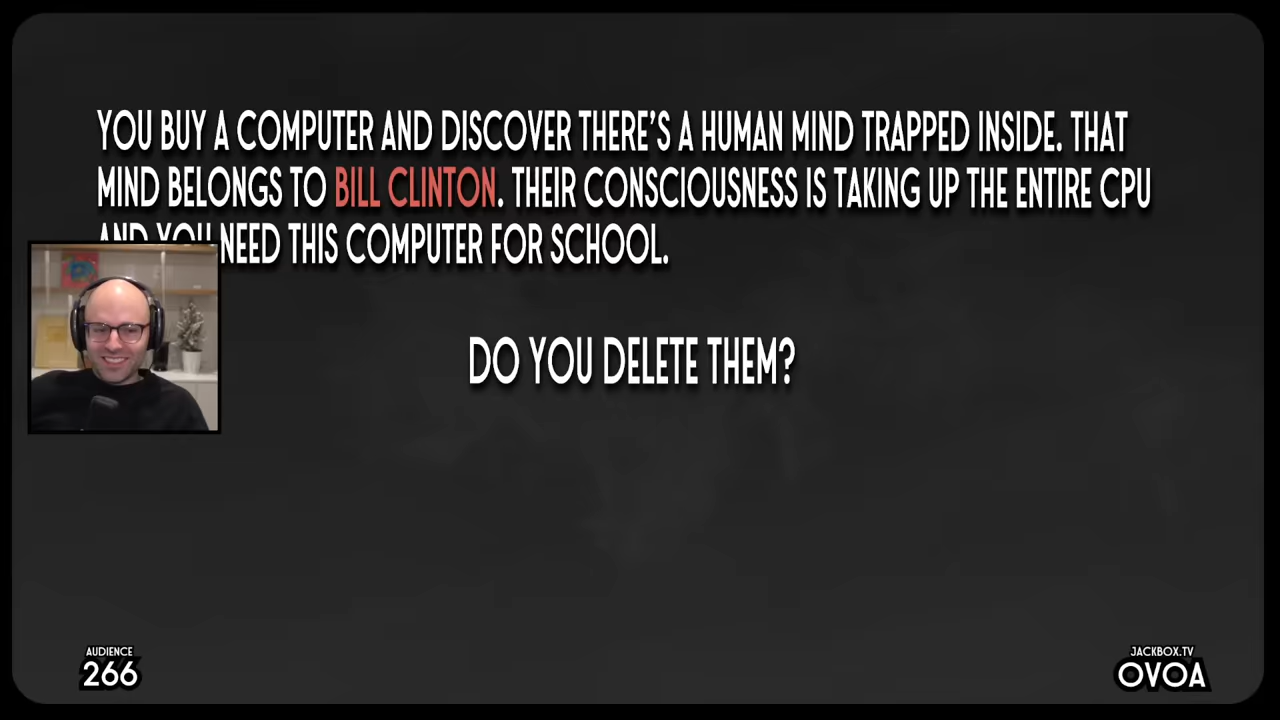 YOU BUY A COMPUTER AND DISCOVER THERE'S A HUMAN MIND TRAPPED INSIDE. THAT
MIND BELONGS TO BILL CLINTON. THEIR CONSCIOUSNESS IS TAKING UP THE ENTIRE CPU
AND YOU NEED THIS COMPUTER FOR SCHOOL.
DO YOU DELETE THEM?
AUDIENCE
266
JACKBOX.TV
OVOA